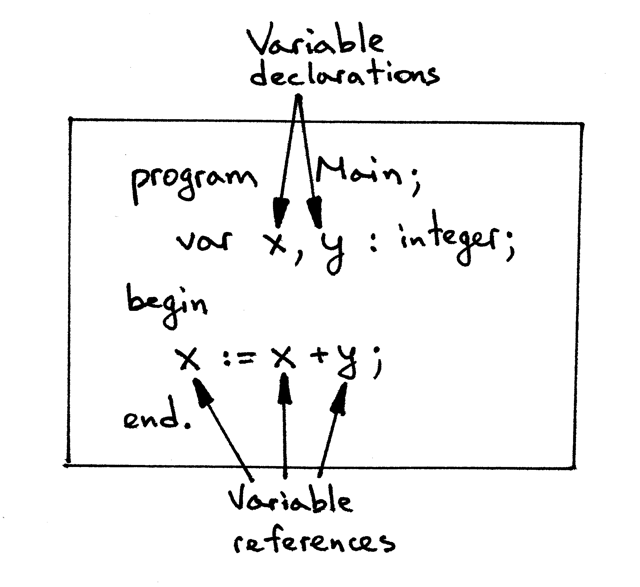 Variable
declarations
program Main;
var x, y : integer;
begin
x := x + y;
end.
Variable
references